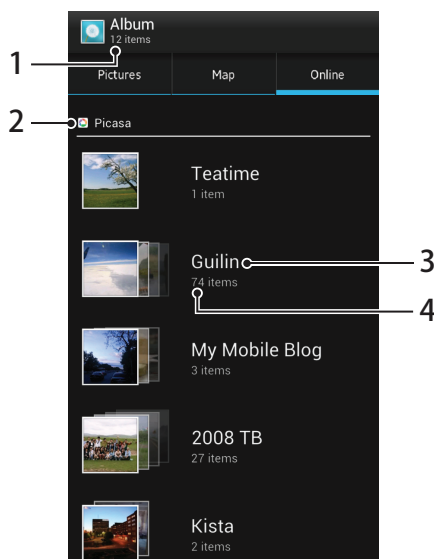 Album
12 items
1
Pictures Map Online
2
Picasa
Teatime
1 item
Guilin
3
74 items
4
My Mobile Blog
3 items
2008 TB
27 items
Kista
2 items